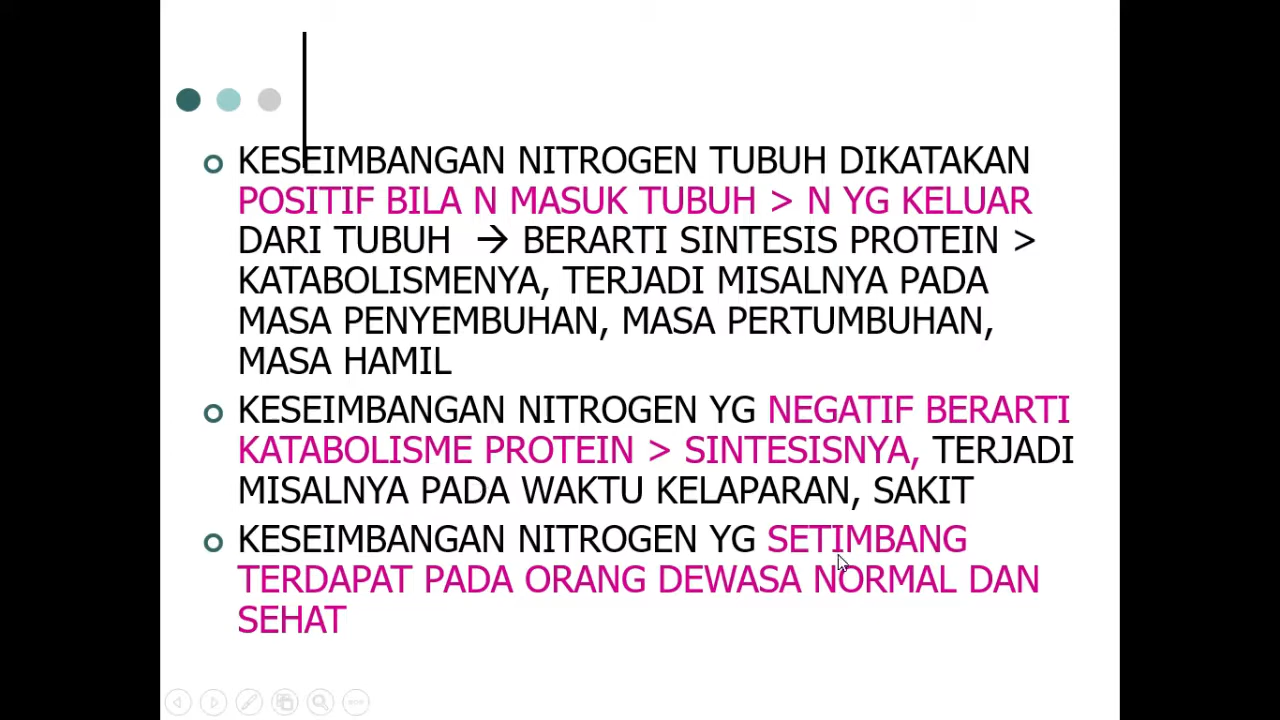 KESEIMBANGAN NITROGEN TUBUH DIKATAKAN
POSITIF BILA N MASUK TUBUH > N YG KELUAR
DARI TUBUH → BERARTI SINTESIS PROTEIN >
KATABOLISMENYA, TERJADI MISALNYA PADA
MASA PENYEMBUHAN, MASA PERTUMBUHAN,
MASA HAMIL
KESEIMBANGAN NITROGEN YG NEGATIF BERARTI
KATABOLISME PROTEIN > SINTESISNYA, TERJADI
MISALNYA PADA WAKTU KELAPARAN, SAKIT
KESEIMBANGAN NITROGEN YG SETIMBANG
TERDAPAT PADA ORANG DEWASA NORMAL DAN
SEHAT